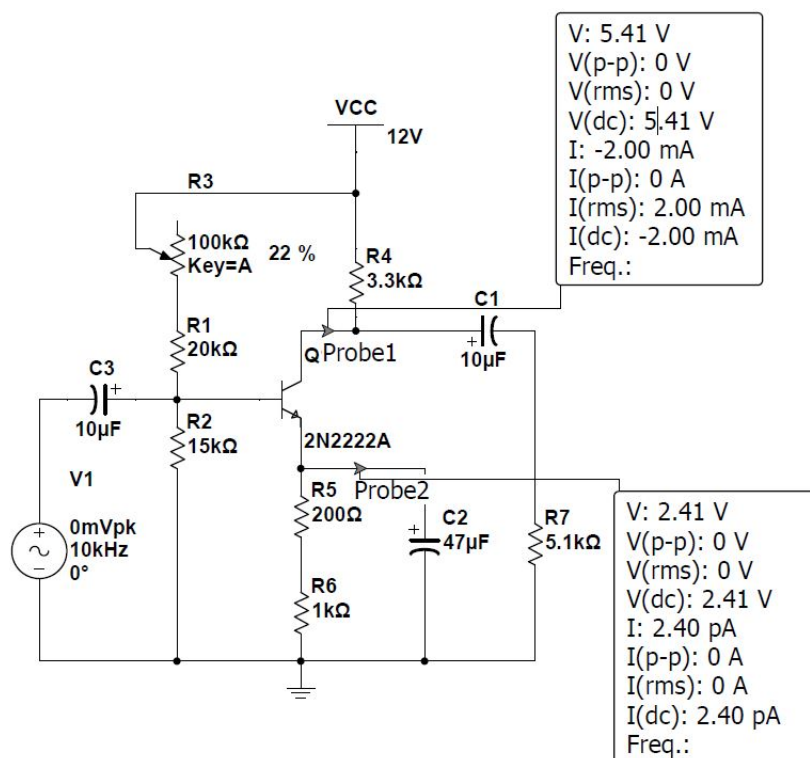 V: 5.41 V
V(p-p): 0 V
V(rms): 0 V
V(dc): 5.41 V
I: -2.00 mA
I(p-p): 0 A
I(rms): 2.00 mA
I(dc): -2.00 mA
Freq.:
VCC
12V
R3
100kΩ
Key=A
22 %
R4
3.3kΩ
C1
10µF
R1
20kΩ
Q
Probe1
C3
10µF
R2
15kΩ
2N2222A
Probe2
V1
0mVpk
10kHz
0°
R5
200Ω
C2
47µF
R7
5.1kΩ
R6
1kΩ
V: 2.41 V
V(p-p): 0 V
V(rms): 0 V
V(dc): 2.41 V
I: 2.40 pA
I(p-p): 0 A
I(rms): 0 A
I(dc): 2.40 pA
Freq.: